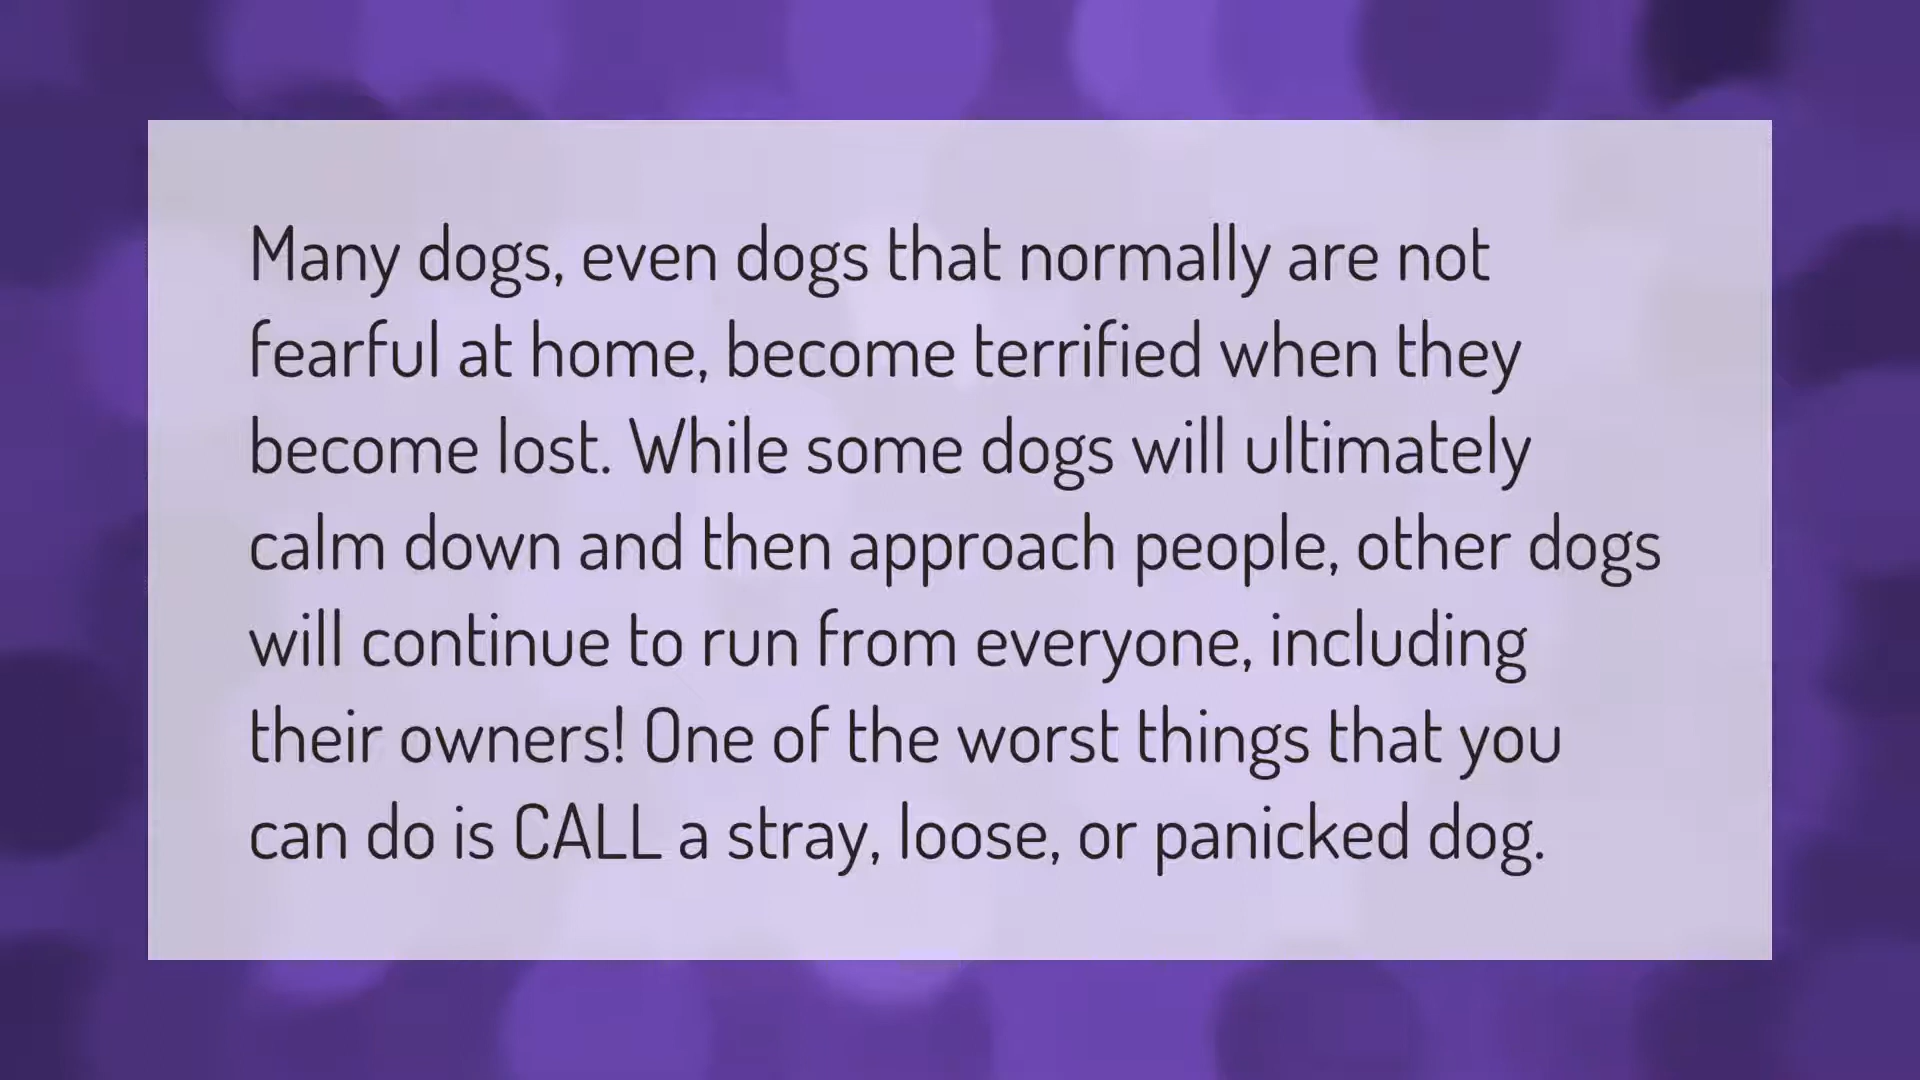 Many dogs, even dogs that normally are not
fearful at home, become terrified when they
become lost. While some dogs will ultimately
calm down and then approach people, other dogs
will continue to run from everyone, including
their owners! One of the worst things that you
can do is CALL a stray, loose, or panicked dog.